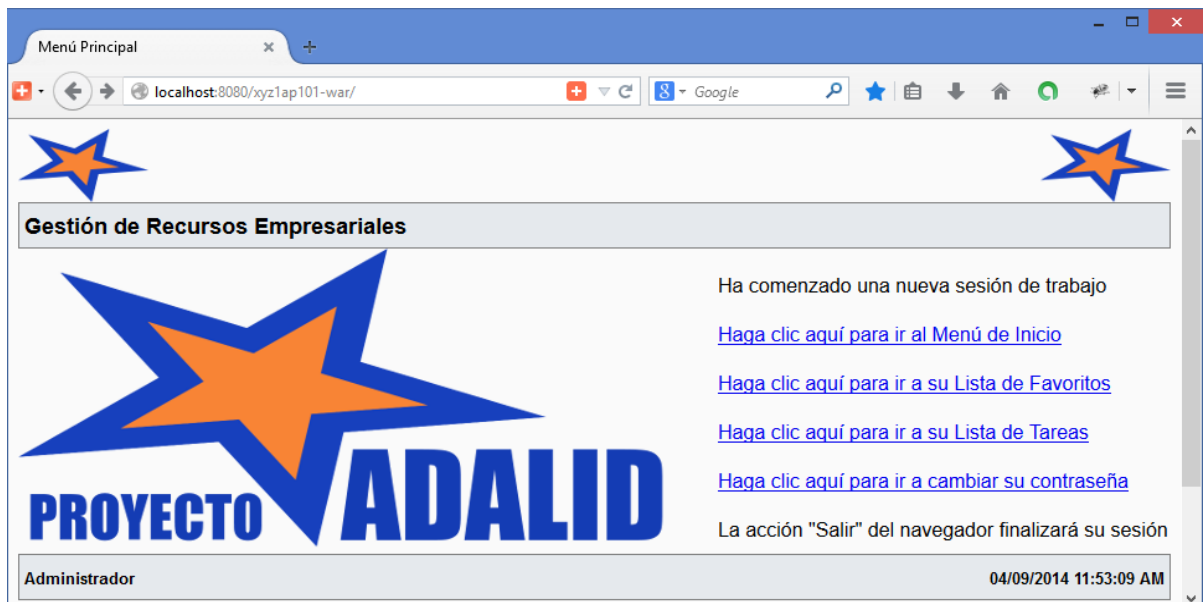 Menú Principal
localhost:8080/xyz1ap101-war/
Google
Gestión de Recursos Empresariales
PROYECTO ADALID
Ha comenzado una nueva sesión de trabajo
Haga clic aquí para ir al Menú de Inicio
Haga clic aquí para ir a su Lista de Favoritos
Haga clic aquí para ir a su Lista de Tareas
Haga clic aquí para ir a cambiar su contraseña
La acción "Salir" del navegador finalizará su sesión
Administrador
04/09/2014 11:53:09 AM